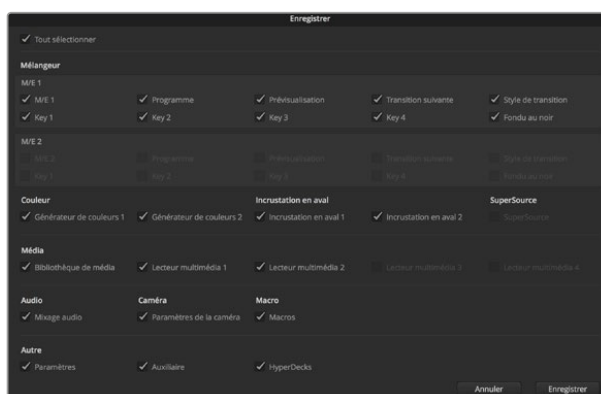 Enregistrer
Tout sélectionner
Mélangeur
M/E 1
M/E 1 Programme Prévisualisation Transition suivante Style de transition
Key 1 Key 2 Key 3 Key 4 Fondu au noir
M/E 2
M/E 2 Programme Prévisualisation Transition suivante Style de transition
Key 1 Key 2 Key 3 Key 4
Couleur Incrustation en aval SuperSource
Générateur de couleurs 1 Générateur de couleurs 2 Incrustation en aval 1 Incrustation en aval 2 SuperSource
Média
Bibliothèque de média Lecteur multimédia 1 Lecteur multimédia 2 Lecteur multimédia 3 Lecteur multimédia 4
Audio Caméra Macro
Mixage audio Paramètres de la caméra Macros
Autre
Paramètres Auxiliaire HyperDecks
Annuler Enregistrer